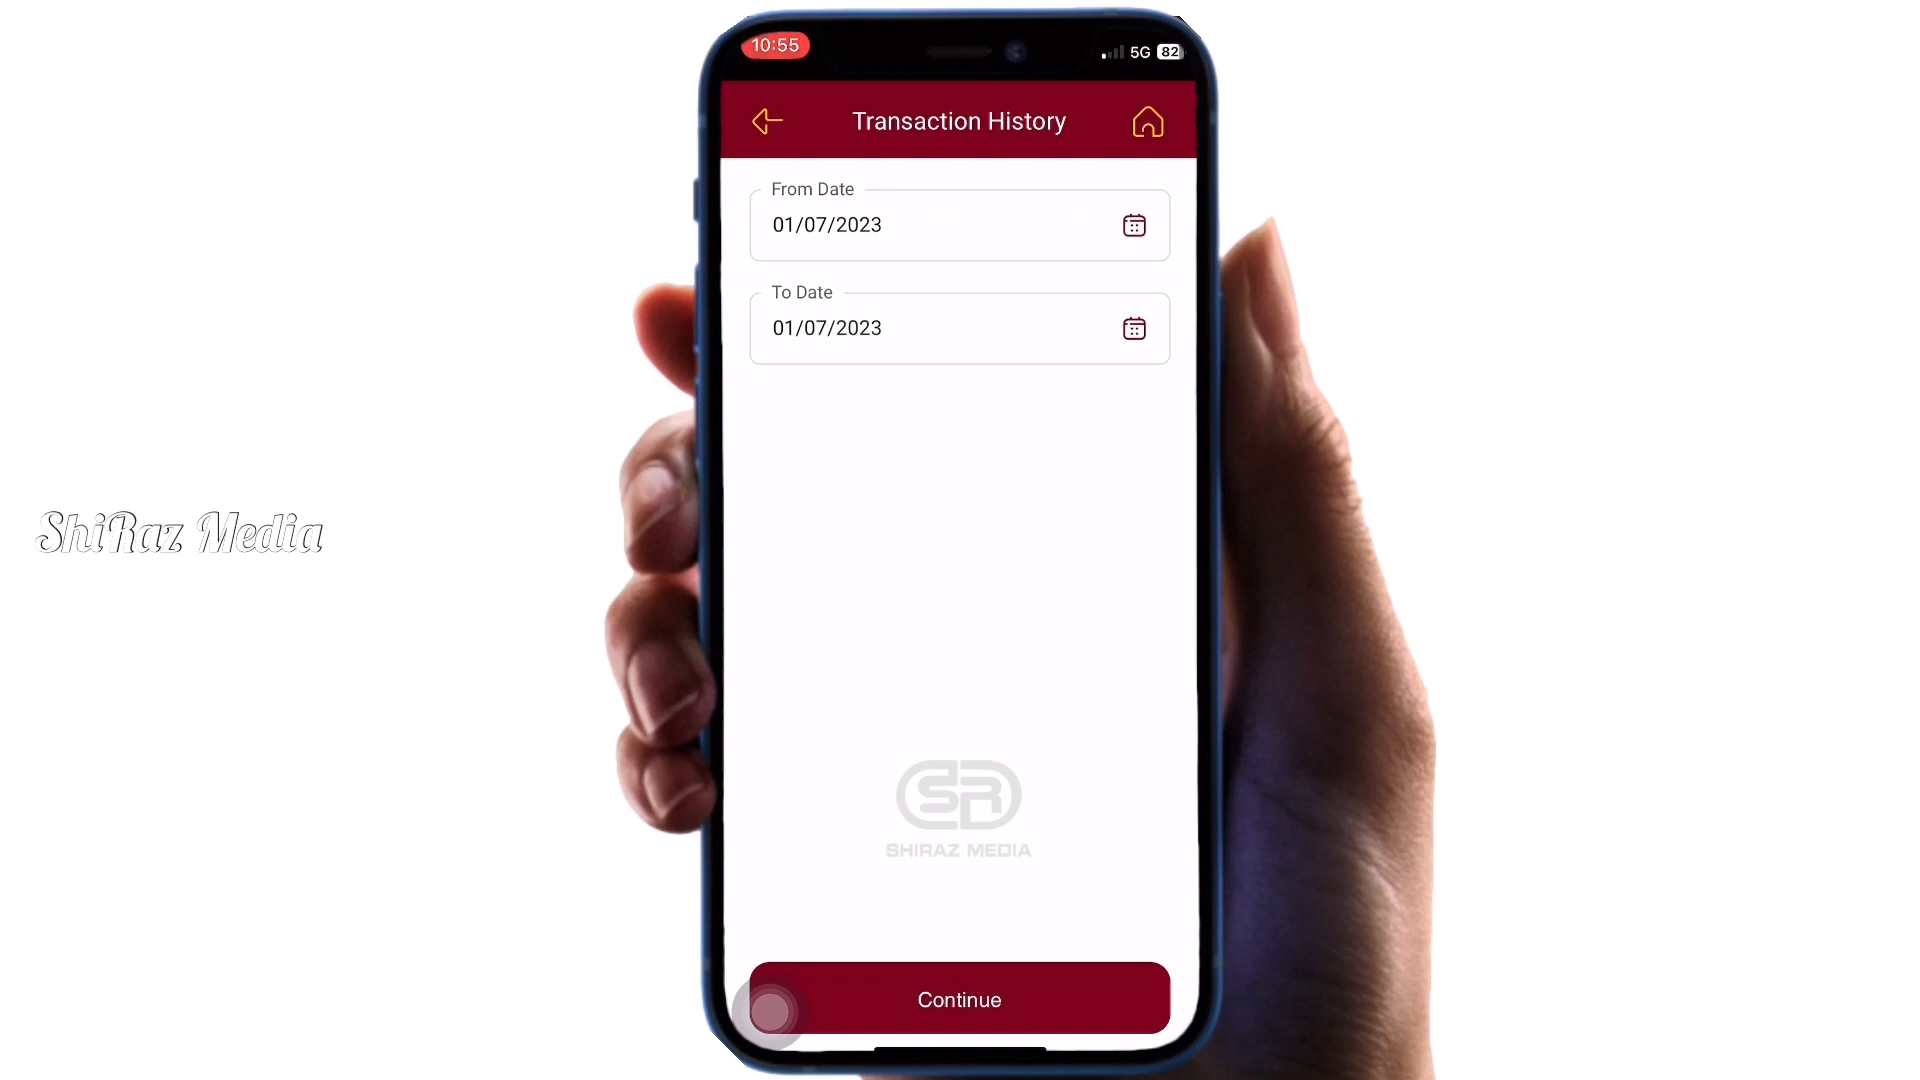 10:55
5G 82
Transaction History
From Date
01/07/2023
To Date
01/07/2023
ShiRaz Media
SR
SHIRAZ MEDIA
Continue